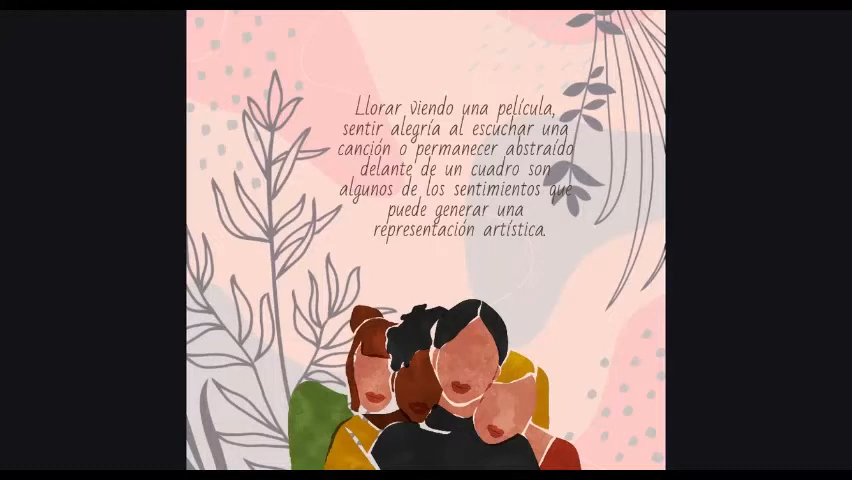 Llorar viendo una película,
sentir alegría al escuchar una
canción o permanecer abstraído
delante de un cuadro son
algunos de los sentimientos que
puede generar una
representación artística.